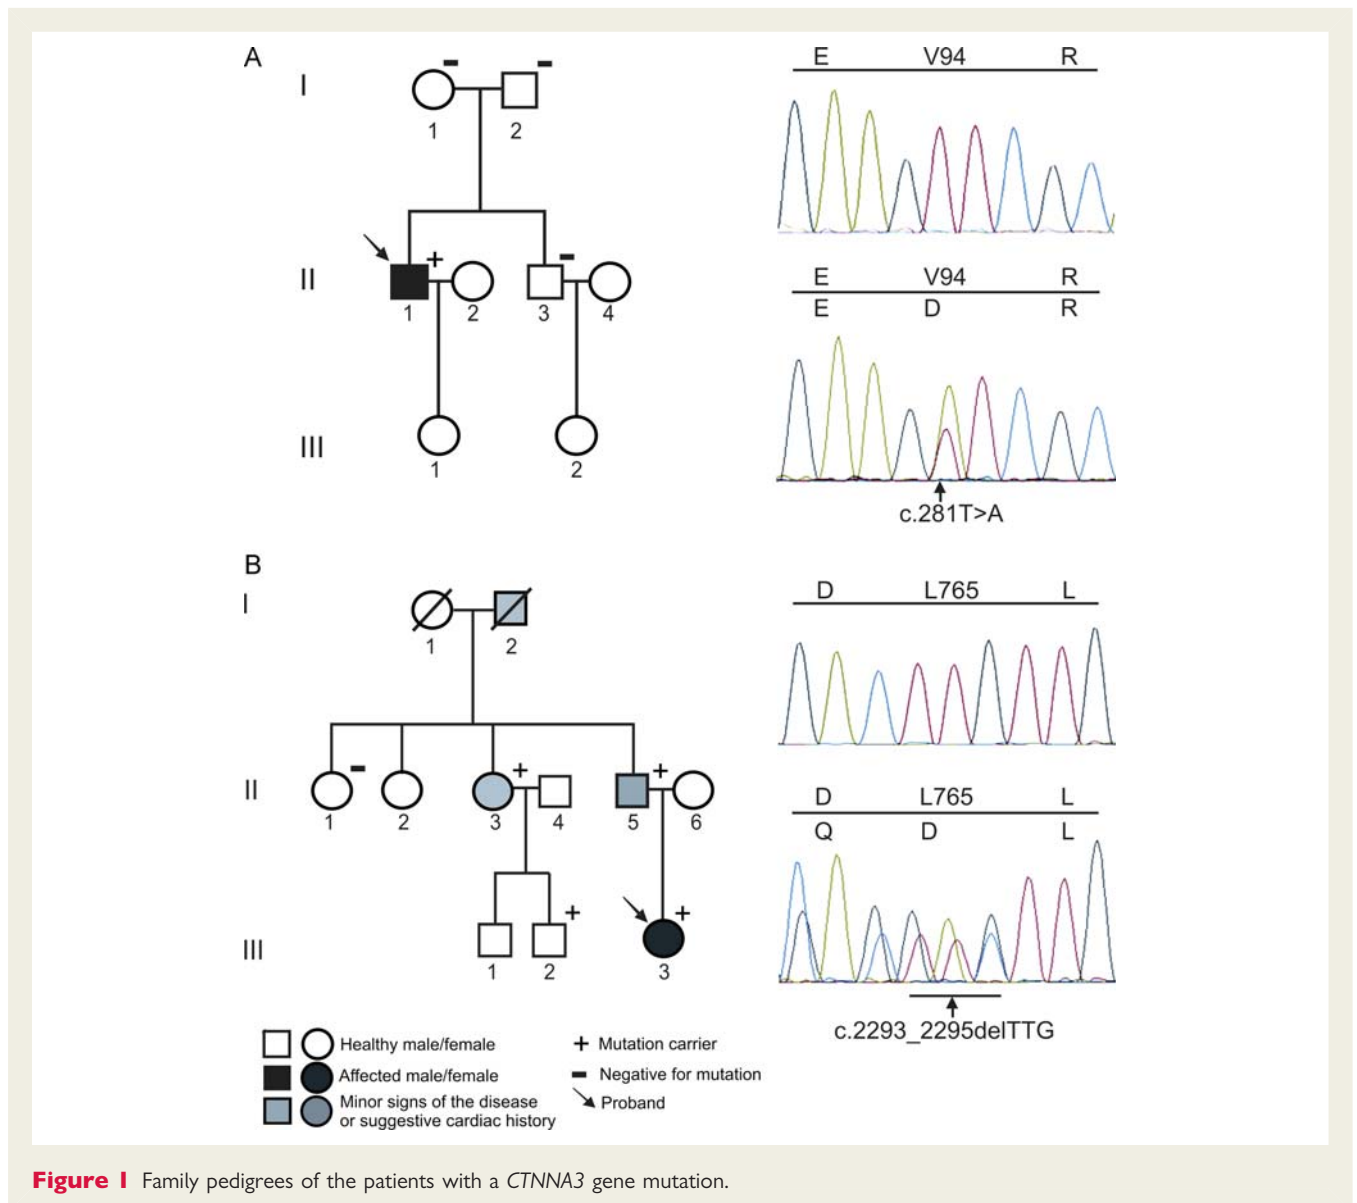 A
I
1 2
II
+
1 2 3 4
III
1 2
E V94 R
E V94 R
E D R
c.281T>A
B
I
1 2
II
+ +
1 2 3 4 5 6
III
+ +
1 2 3
D L765 L
D L765 L
Q D L
c.2293_2295delTTG
Healthy male/female
Affected male/female
Minor signs of the disease
or suggestive cardiac history
+ Mutation carrier
- Negative for mutation
Proband
Figure 1 Family pedigrees of the patients with a CTNNA3 gene mutation.